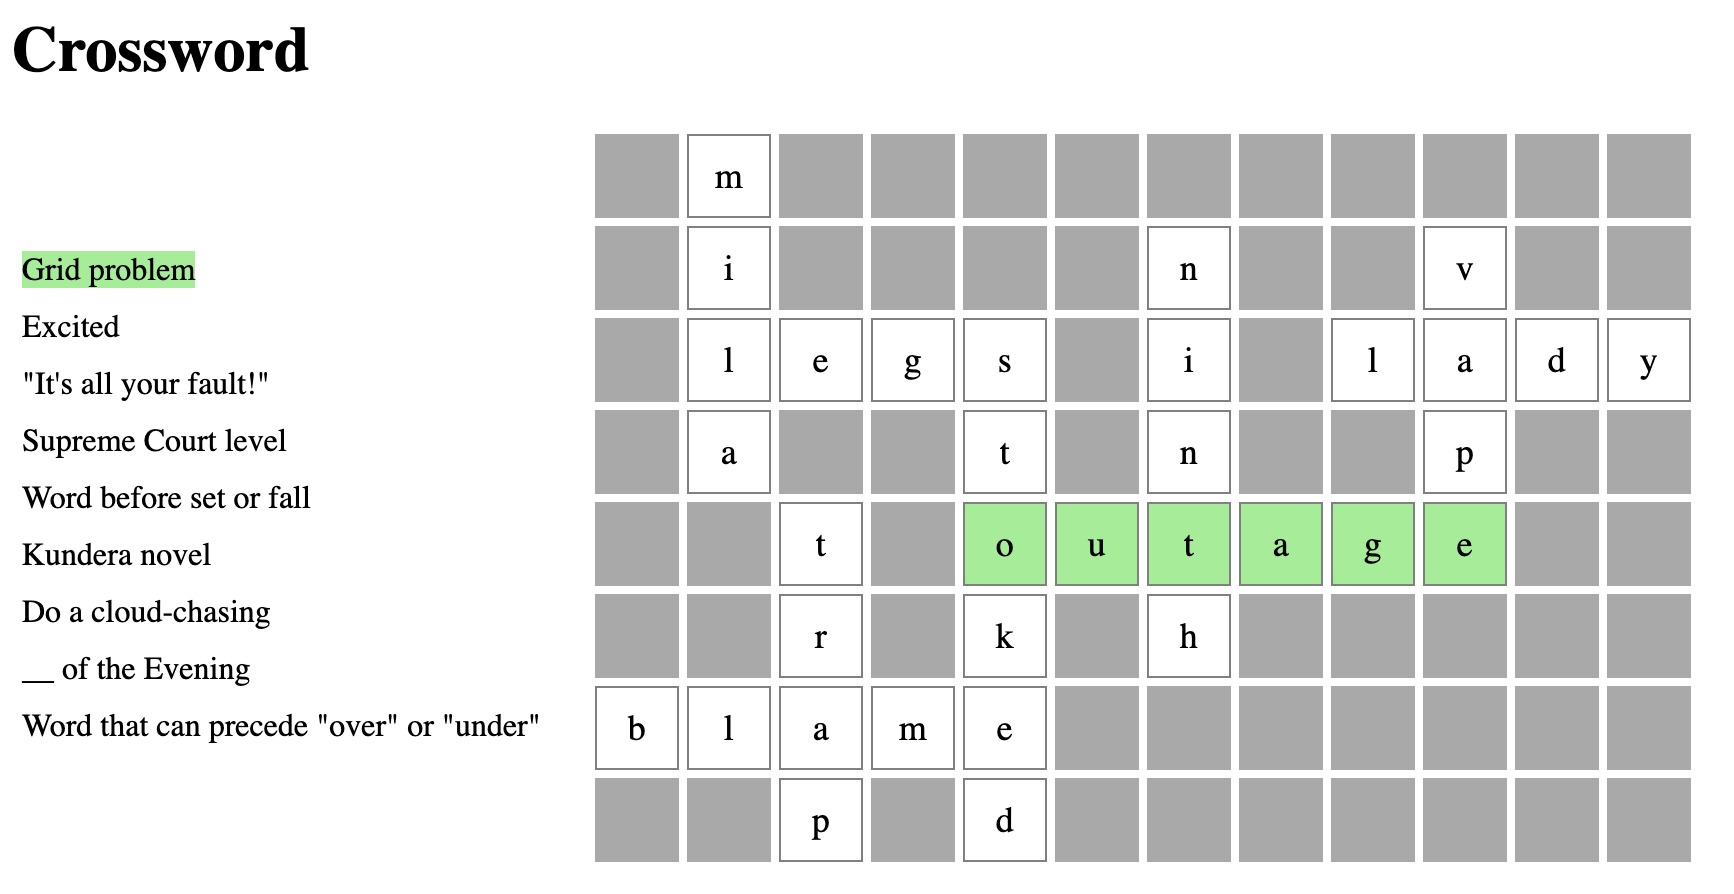 Crossword
Grid problem
Excited
"It's all your fault!"
Supreme Court level
Word before set or fall
Kundera novel
Do a cloud-chasing
__ of the Evening
Word that can precede "over" or "under"
m
i n v
l e g s i l a d y
a t n p
t o u t a g e
r k h
b l a m e
p d